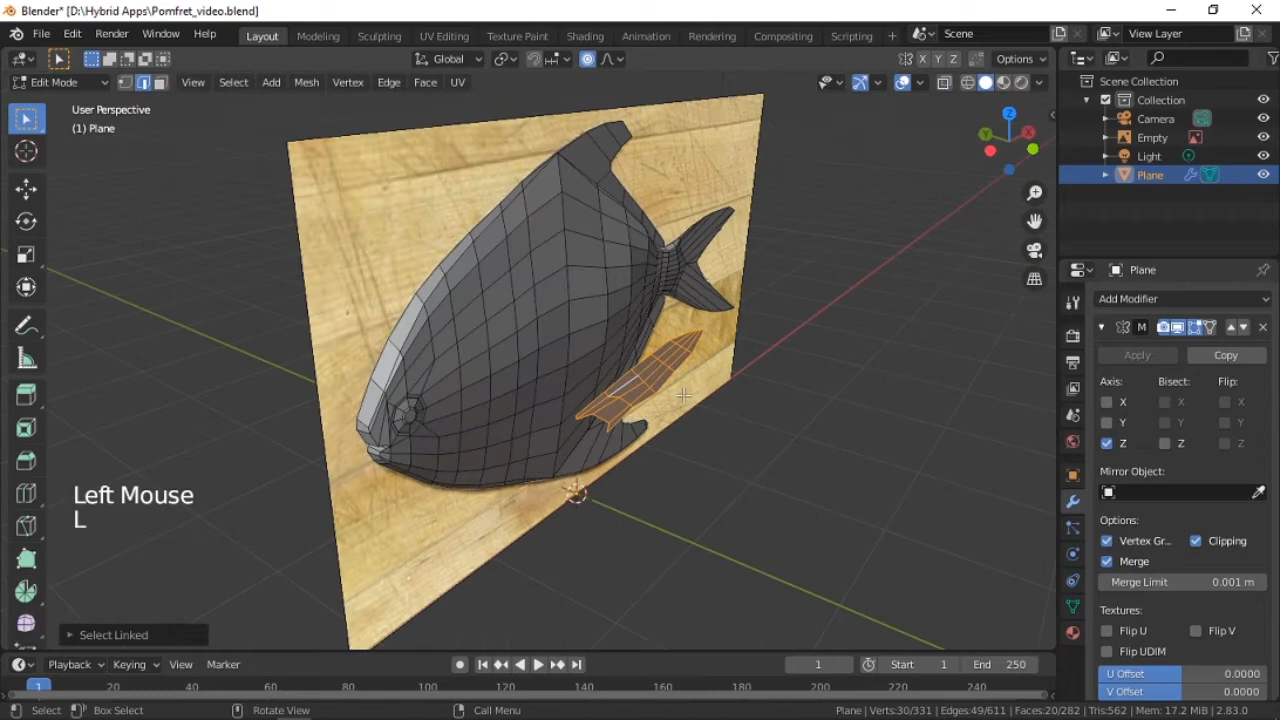 Blender* [D:\Hybrid Apps\Pomfret_video.blend]
File Edit Render Window Help Layout Modeling Sculpting UV Editing Texture Paint Shading Animation Rendering Compositing Scripting + Scene View Layer
Global X Y Z Options
Edit Mode View Select Add Mesh Vertex Edge Face UV
User Perspective
(1) Plane
Scene Collection
Collection
Camera
Empty
Light
Plane
Z
Plane
Add Modifier
M
Apply Copy
Axis: Bisect: Flip:
X X X
Y Y Y
Z Z Z
Mirror Object:
Options:
Vertex Gr... Clipping
Merge
Merge Limit 0.001 m
Textures:
Flip U Flip V
Flip UDIM
U Offset 0.0000
V Offset 0.0000
Left Mouse
L
Select Linked
Playback Keying View Marker 1 Start 1 End 250
1 20 40 60 80 100 120 140 160 180 200 220 240
Select Box Select Rotate View Call Menu Plane | Verts:30/331 | Edges:49/611 | Faces:20/282 | Tris:562 | Mem: 17.2 MiB | 2.83.0